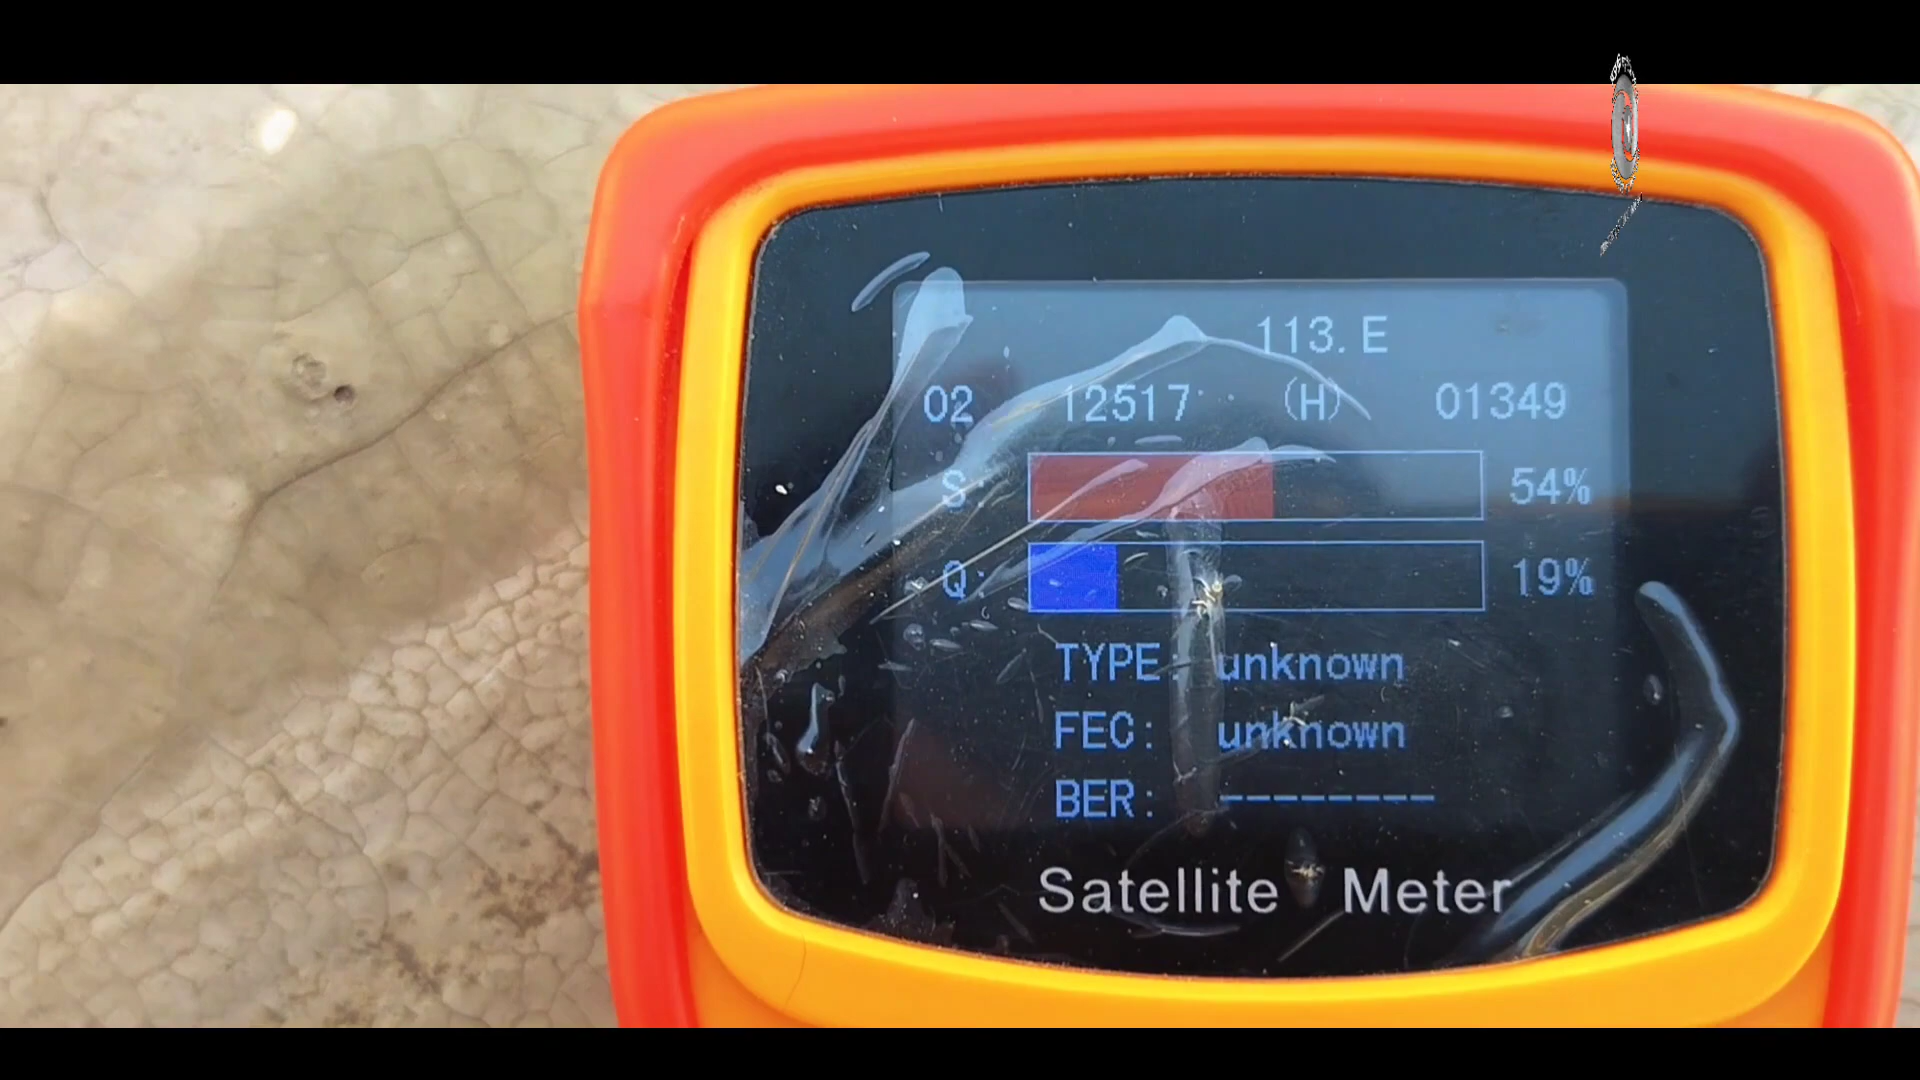 113. E
02 12517 (H) 01349
S: 54%
Q: 19%
TYPE: unknown
FEC: unknown
BER: --------
Satellite Meter